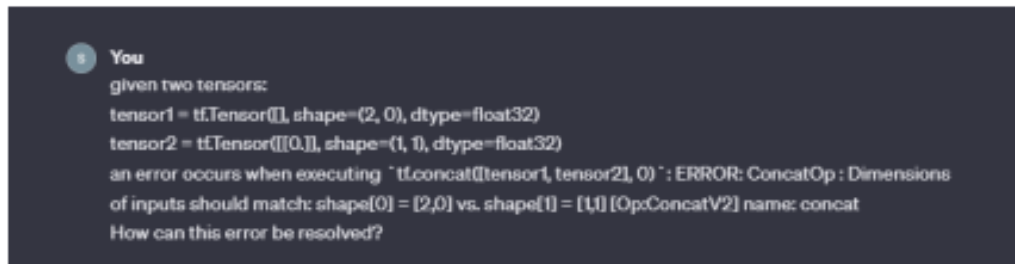 S You
given two tensors:
tensor1 = tf.Tensor([], shape=(2, 0), dtype=float32)
tensor2 = tf.Tensor([[0.]], shape=(1, 1), dtype=float32)
an error occurs when executing `tf.concat([tensor1, tensor2], 0)`: ERROR: ConcatOp : Dimensions
of inputs should match: shape[0] = [2,0] vs. shape[1] = [1,1] [Op:ConcatV2] name: concat
How can this error be resolved?